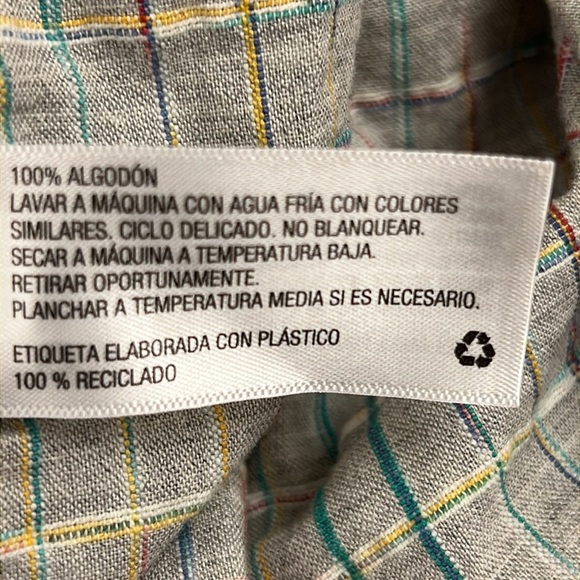 100% ALGODÓN
LAVAR A MÁQUINA CON AGUA FRÍA CON COLORES
SIMILARES. CICLO DELICADO. NO BLANQUEAR.
SECAR A MÁQUINA A TEMPERATURA BAJA.
RETIRAR OPORTUNAMENTE.
PLANCHAR A TEMPERATURA MEDIA SI ES NECESARIO.
ETIQUETA ELABORADA CON PLÁSTICO
100 % RECICLADO